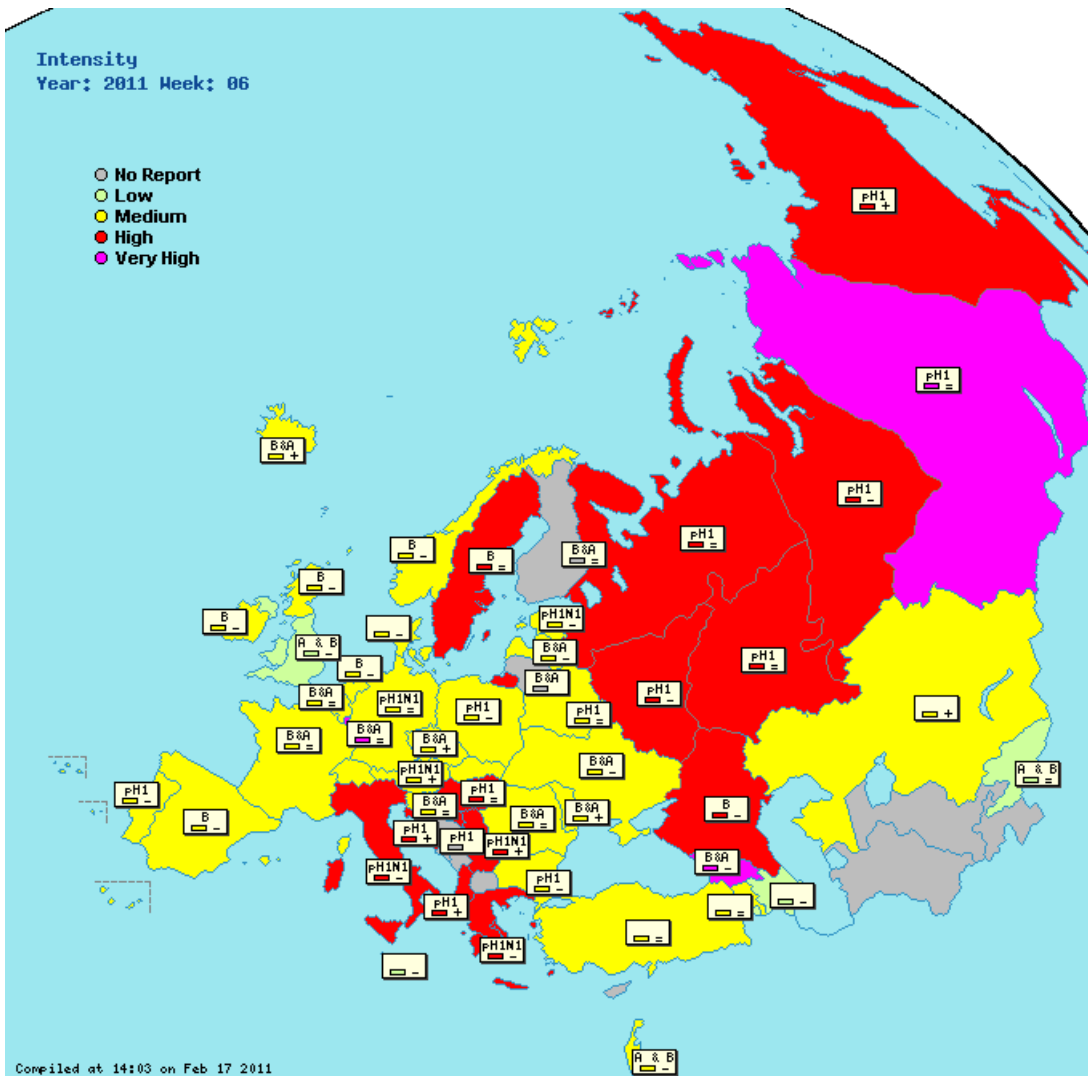 Intensity
Year: 2011 Week: 06
No Report
Low
Medium
High
Very High
pH1
+
pH1
=
B&A
+
pH1
-
pH1
=
B
-
B
=
B&A
=
B
-
B
-
pH1N1
-
-
A & B
-
B&A
-
B
-
pH1
=
B&A
B&A
=
pH1N1
=
pH1
-
pH1
-
pH1
=
+
B&A
=
B&A
=
B&A
+
B&A
-
pH1N1
+
A & B
=
pH1
-
pH1
=
B&A
=
B&A
=
B&A
+
B
-
B
-
pH1
+
pH1
pH1N1
+
B&A
-
pH1N1
-
pH1
-
-
pH1
+
=
=
pH1N1
-
-
A & B
-
Compiled at 14:03 on Feb 17 2011